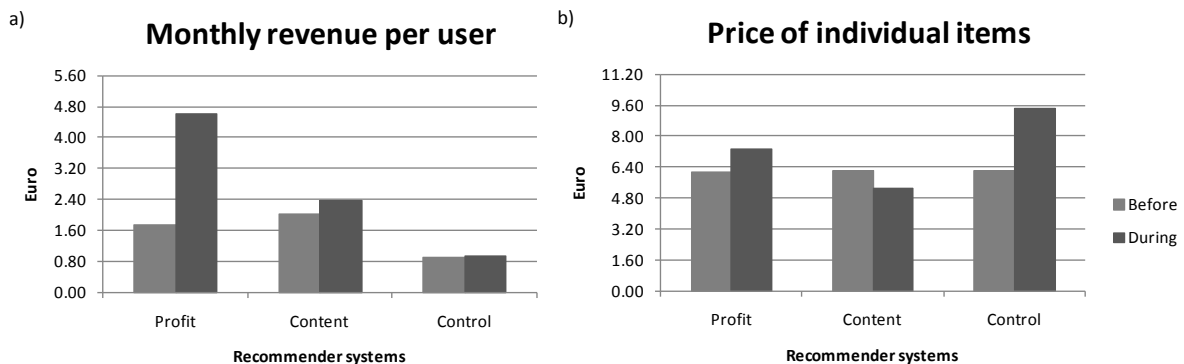 a)
Monthly revenue per user
5.60
4.80
4.00
3.20
2.40
1.60
0.80
0.00
Euro
Profit Content Control
Recommender systems
b)
Price of individual items
11.20
9.60
8.00
6.40
4.80
3.20
1.60
0.00
Euro
Profit Content Control
Recommender systems
Before
During